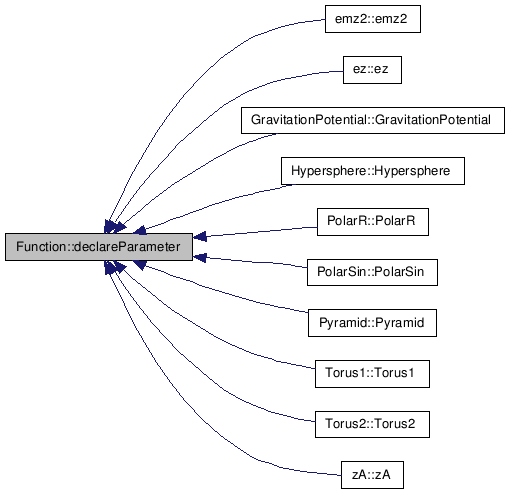 emz2::emz2
ez::ez
GravitationPotential::GravitationPotential
Hypersphere::Hypersphere
PolarR::PolarR
Function::declareParameter
PolarSin::PolarSin
Pyramid::Pyramid
Torus1::Torus1
Torus2::Torus2
zA::zA